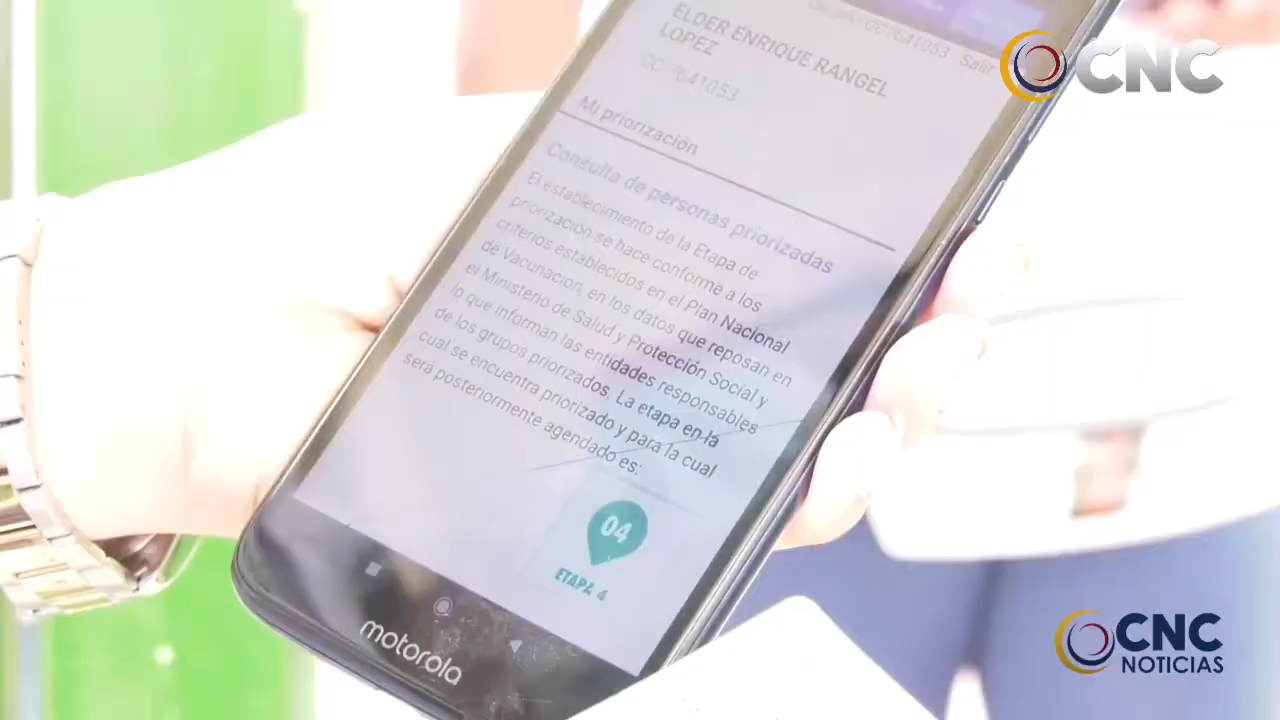 CC7641053 Salir
ELDER ENRIQUE RANGEL
LOPEZ
CC 7641053
Mi priorización
Consulta de personas priorizadas
El establecimiento de la Etapa de
priorización se hace conforme a los
criterios establecidos en el Plan Nacional
de Vacunación, en los datos que reposan en
el Ministerio de Salud y Protección Social y
lo que informan las entidades responsables
de los grupos priorizados. La etapa en la
cual se encuentra priorizado y para la cual
será posteriormente agendado es:
04
ETAPA 4
motorola
CNC
CNC
NOTICIAS